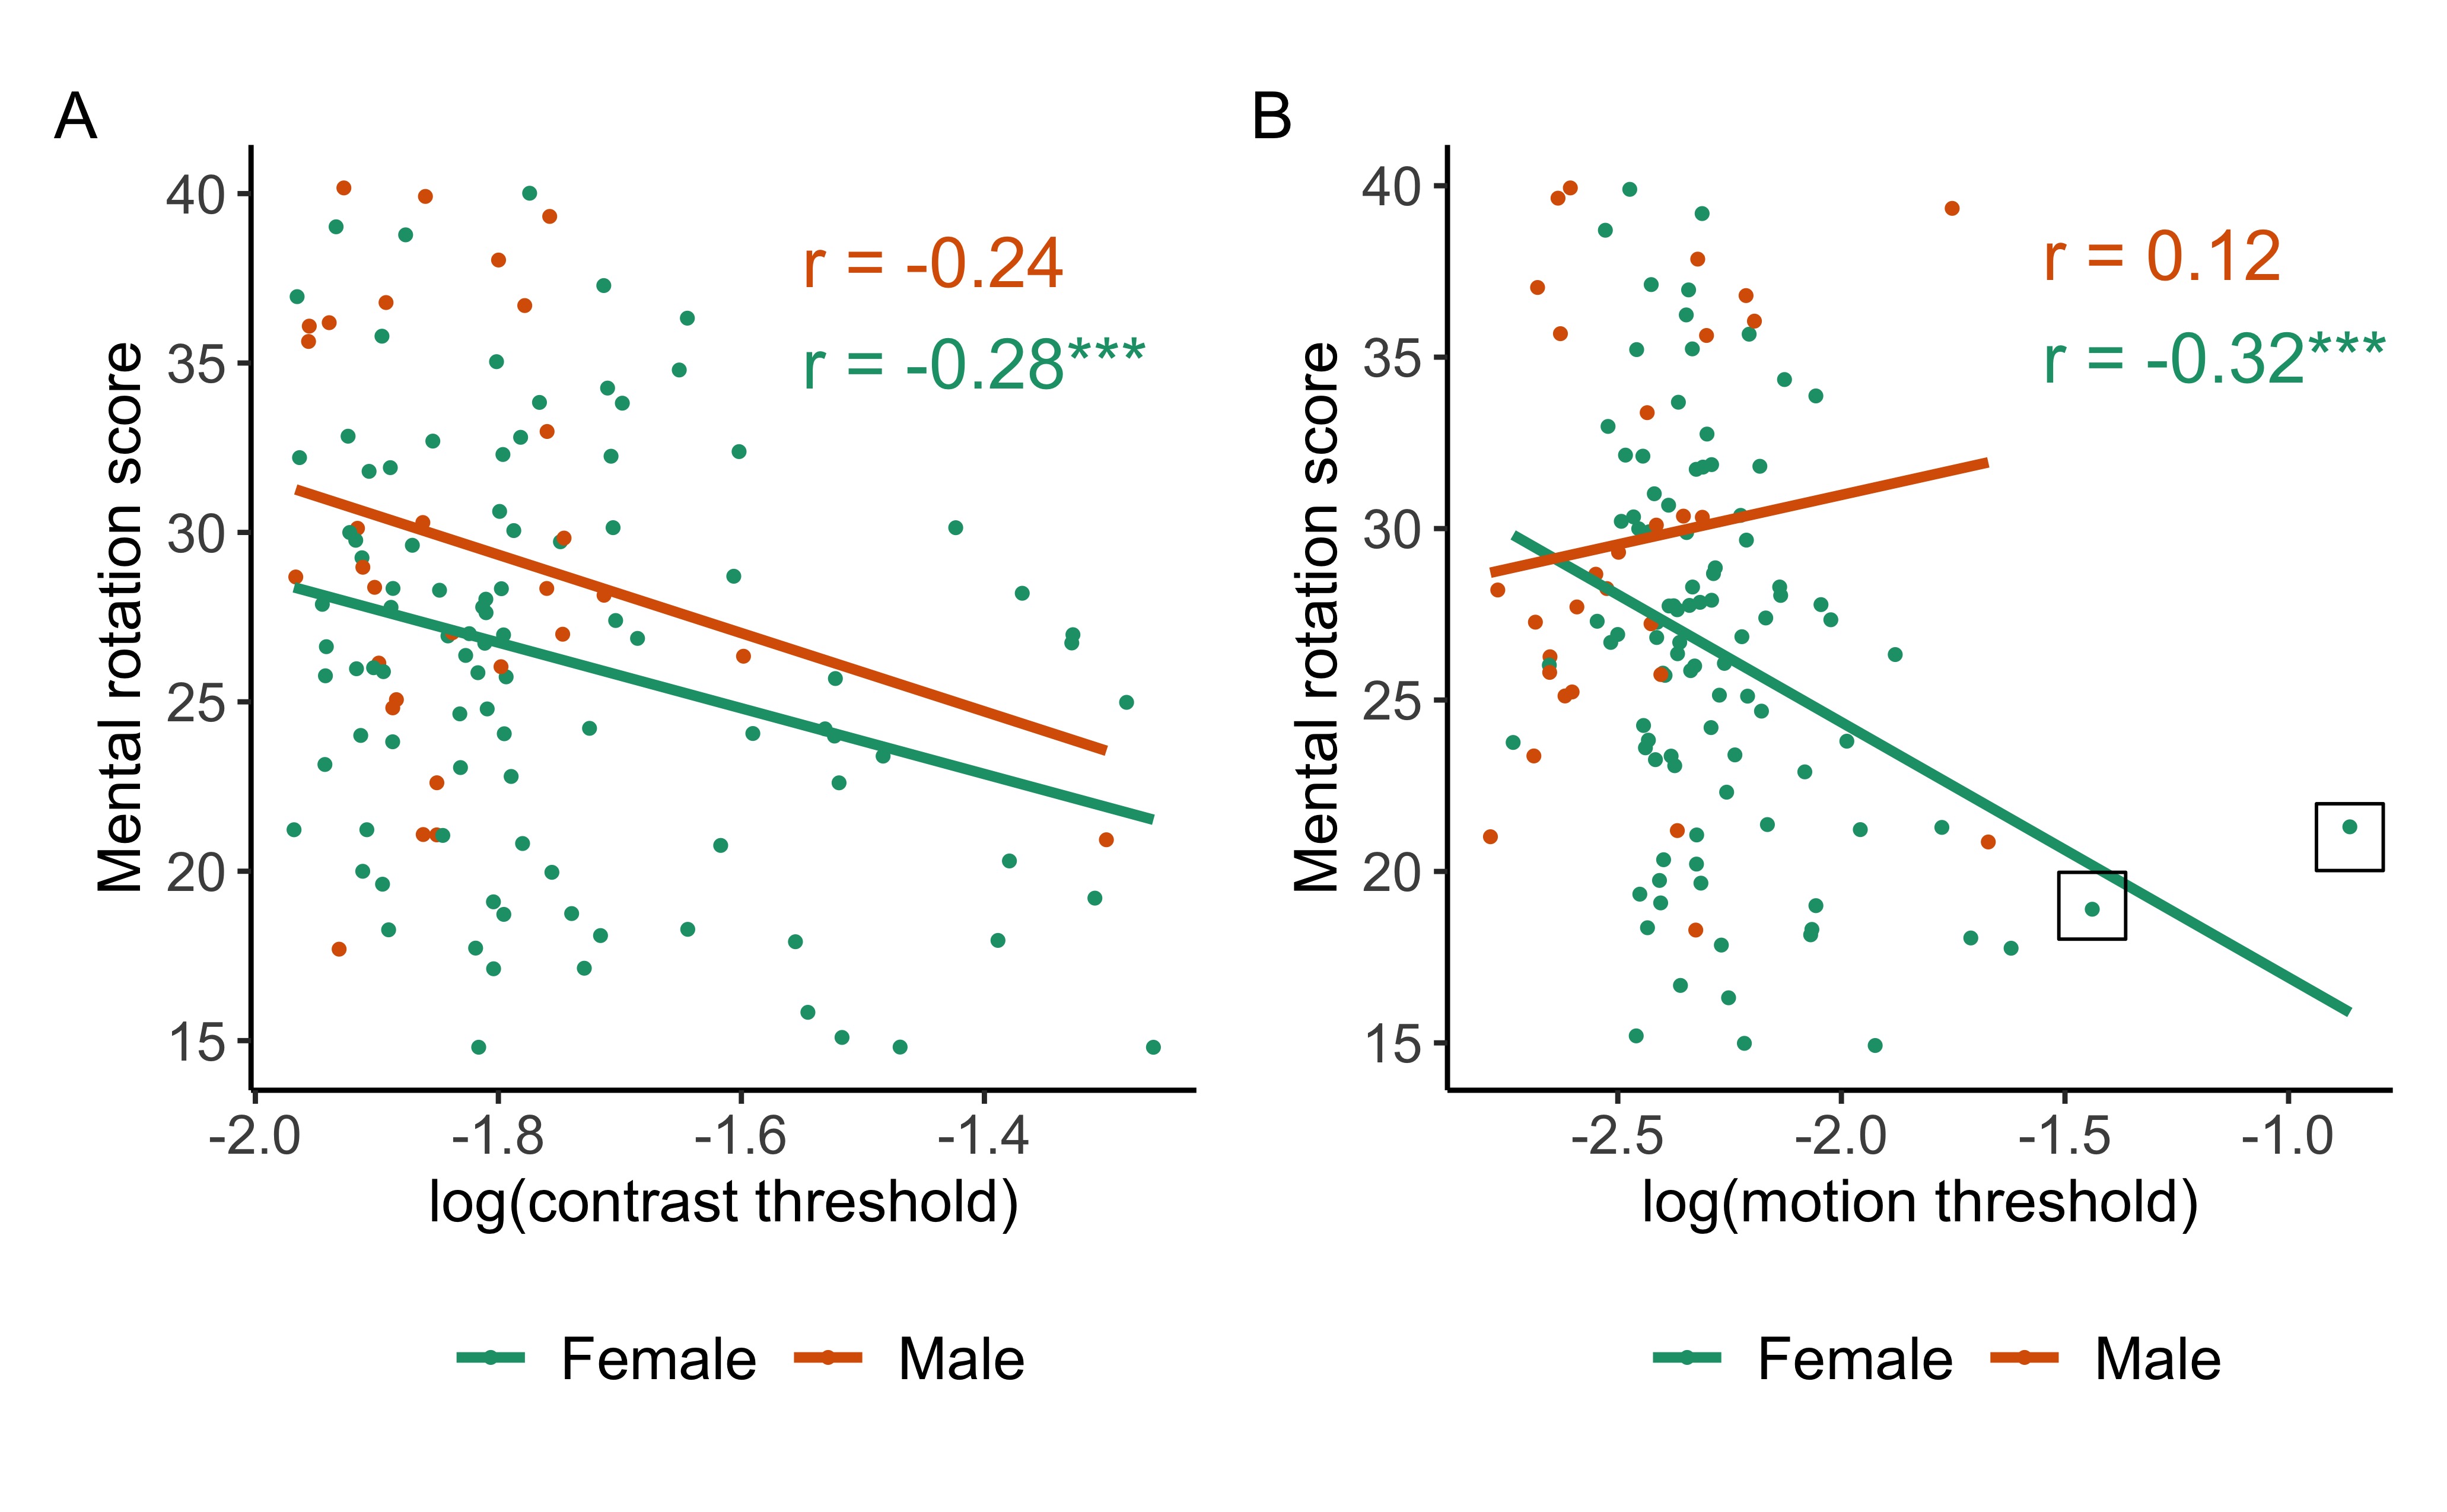 A
Mental rotation score
40
35
30
25
20
15
r = -0.24
r = -0.28***
-2.0
-1.8
-1.6
-1.4
log(contrast threshold)
Female
Male
B
Mental rotation score
40
35
30
25
20
15
r = 0.12
r = -0.32***
-2.5
-2.0
-1.5
-1.0
log(motion threshold)
Female
Male